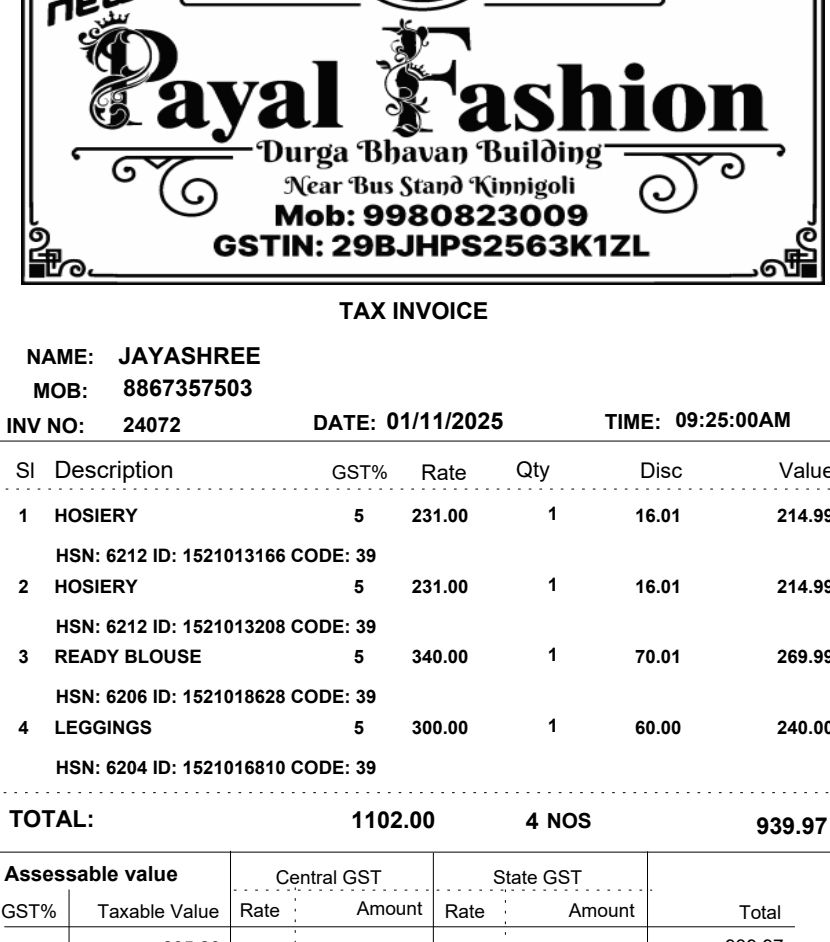 new
Payal Fashion
Durga Bhavan Building
Near Bus Stand Kinnigoli
Mob: 9980823009
GSTIN: 29BJHPS2563K1ZL
TAX INVOICE
NAME: JAYASHREE
MOB: 8867357503
INV NO: 24072 DATE: 01/11/2025 TIME: 09:25:00AM
Sl Description GST% Rate Qty Disc Value
1 HOSIERY 5 231.00 1 16.01 214.99
HSN: 6212 ID: 1521013166 CODE: 39
2 HOSIERY 5 231.00 1 16.01 214.99
HSN: 6212 ID: 1521013208 CODE: 39
3 READY BLOUSE 5 340.00 1 70.01 269.99
HSN: 6206 ID: 1521018628 CODE: 39
4 LEGGINGS 5 300.00 1 60.00 240.00
HSN: 6204 ID: 1521016810 CODE: 39
TOTAL: 1102.00 4 NOS 939.97
Assessable value Central GST State GST
GST% Taxable Value Rate Amount Rate Amount Total